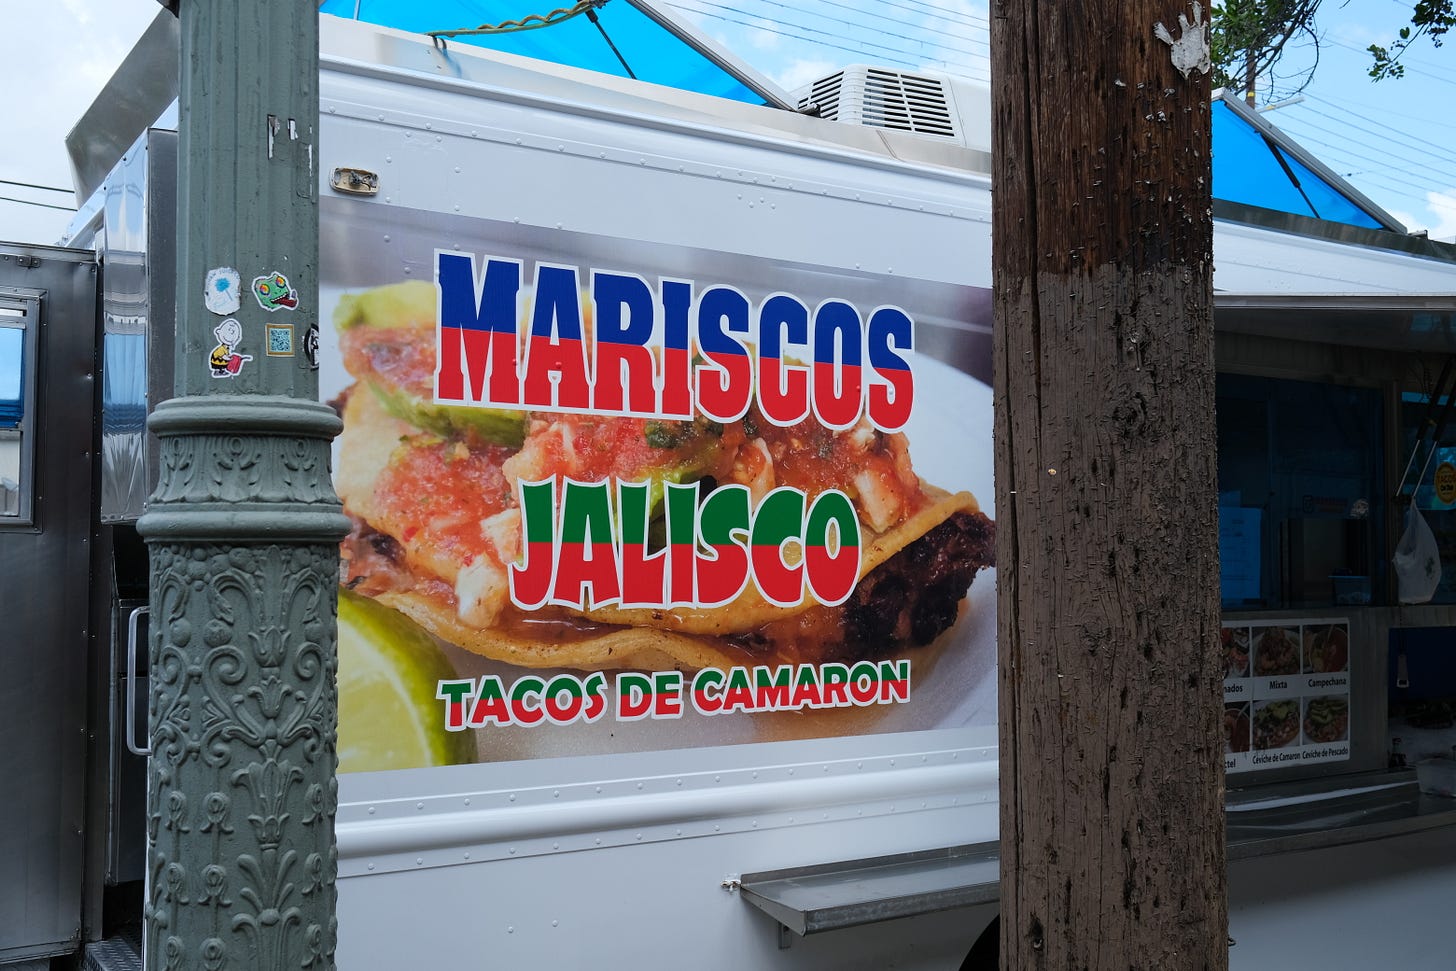 MARISCOS
JALISCO
TACOS DE CAMARON
Mixta
Campechana
Ceviche de Camaron
Ceviche de Pescado